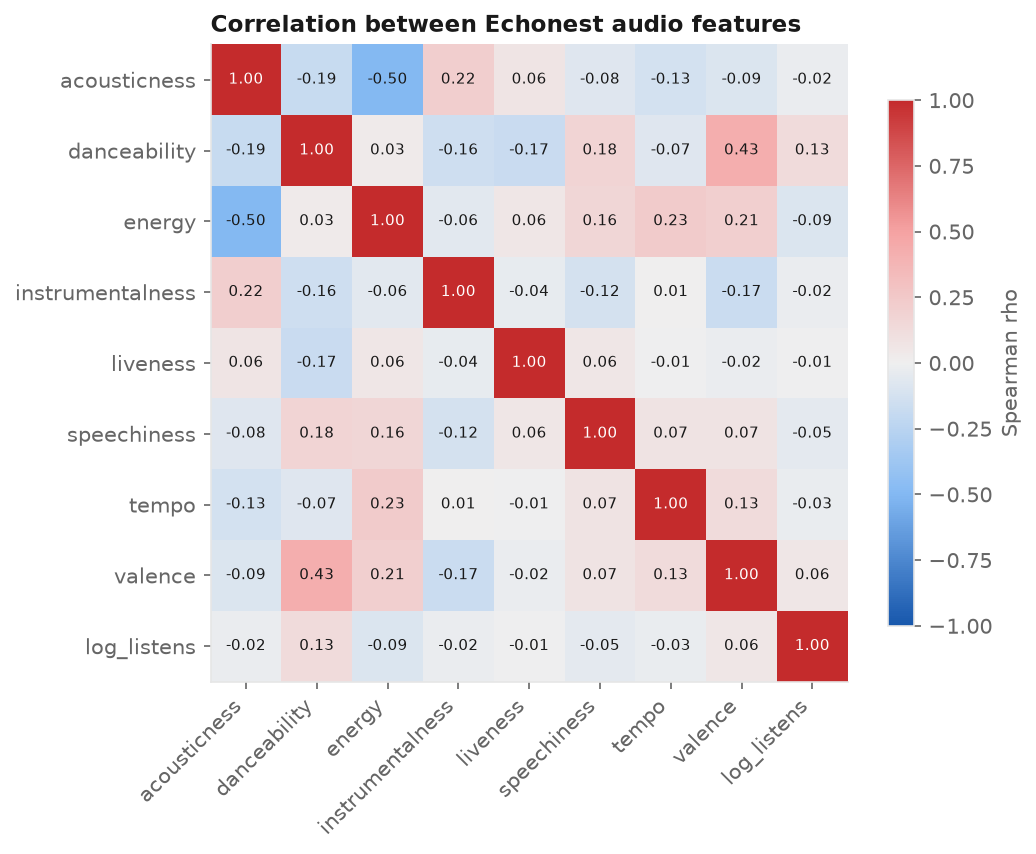 Correlation between Echonest audio features
acousticness 1.00 -0.19 -0.50 0.22 0.06 -0.08 -0.13 -0.09 -0.02
danceability -0.19 1.00 0.03 -0.16 -0.17 0.18 -0.07 0.43 0.13
energy -0.50 0.03 1.00 -0.06 0.06 0.16 0.23 0.21 -0.09
instrumentalness 0.22 -0.16 -0.06 1.00 -0.04 -0.12 0.01 -0.17 -0.02
liveness 0.06 -0.17 0.06 -0.04 1.00 0.06 -0.01 -0.02 -0.01
speechiness -0.08 0.18 0.16 -0.12 0.06 1.00 0.07 0.07 -0.05
tempo -0.13 -0.07 0.23 0.01 -0.01 0.07 1.00 0.13 -0.03
valence -0.09 0.43 0.21 -0.17 -0.02 0.07 0.13 1.00 0.06
log_listens -0.02 0.13 -0.09 -0.02 -0.01 -0.05 -0.03 0.06 1.00
acousticness
danceability
energy
instrumentalness
liveness
speechiness
tempo
valence
log_listens
1.00
0.75
0.50
0.25
0.00
−0.25
−0.50
−0.75
−1.00
Spearman rho